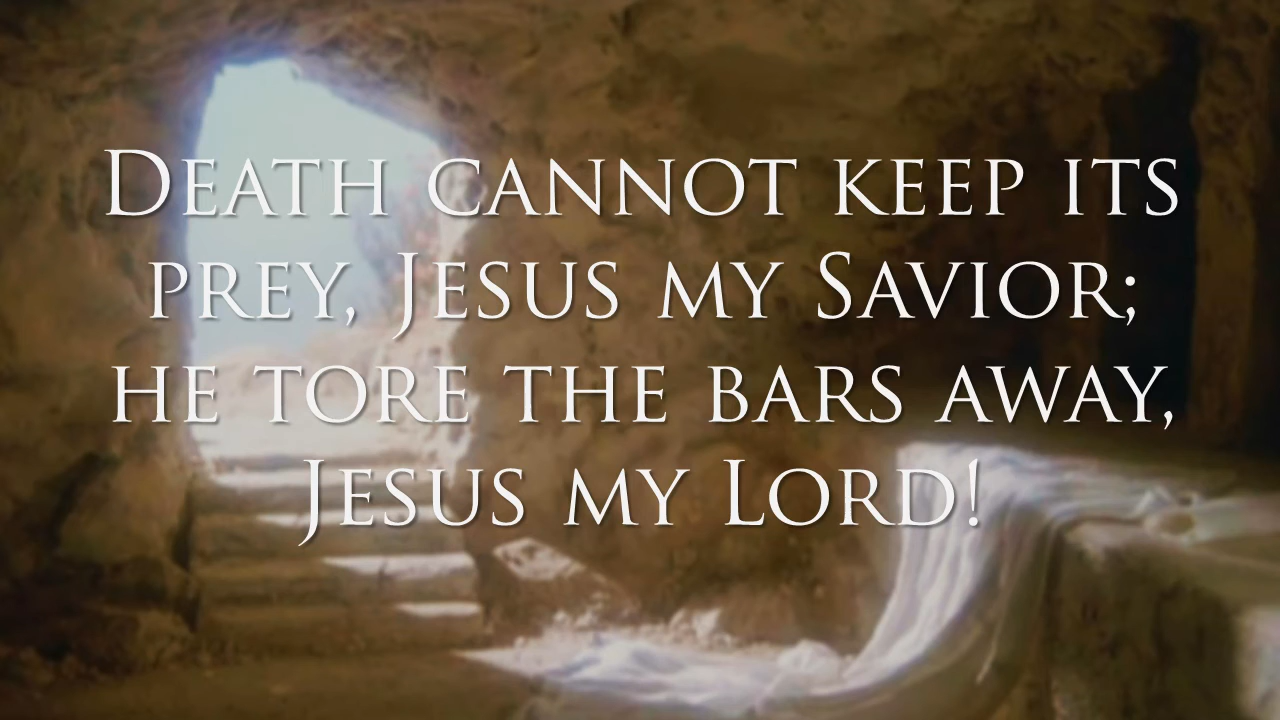 Death cannot keep its
prey, Jesus my Savior;
he tore the bars away,
Jesus my Lord!